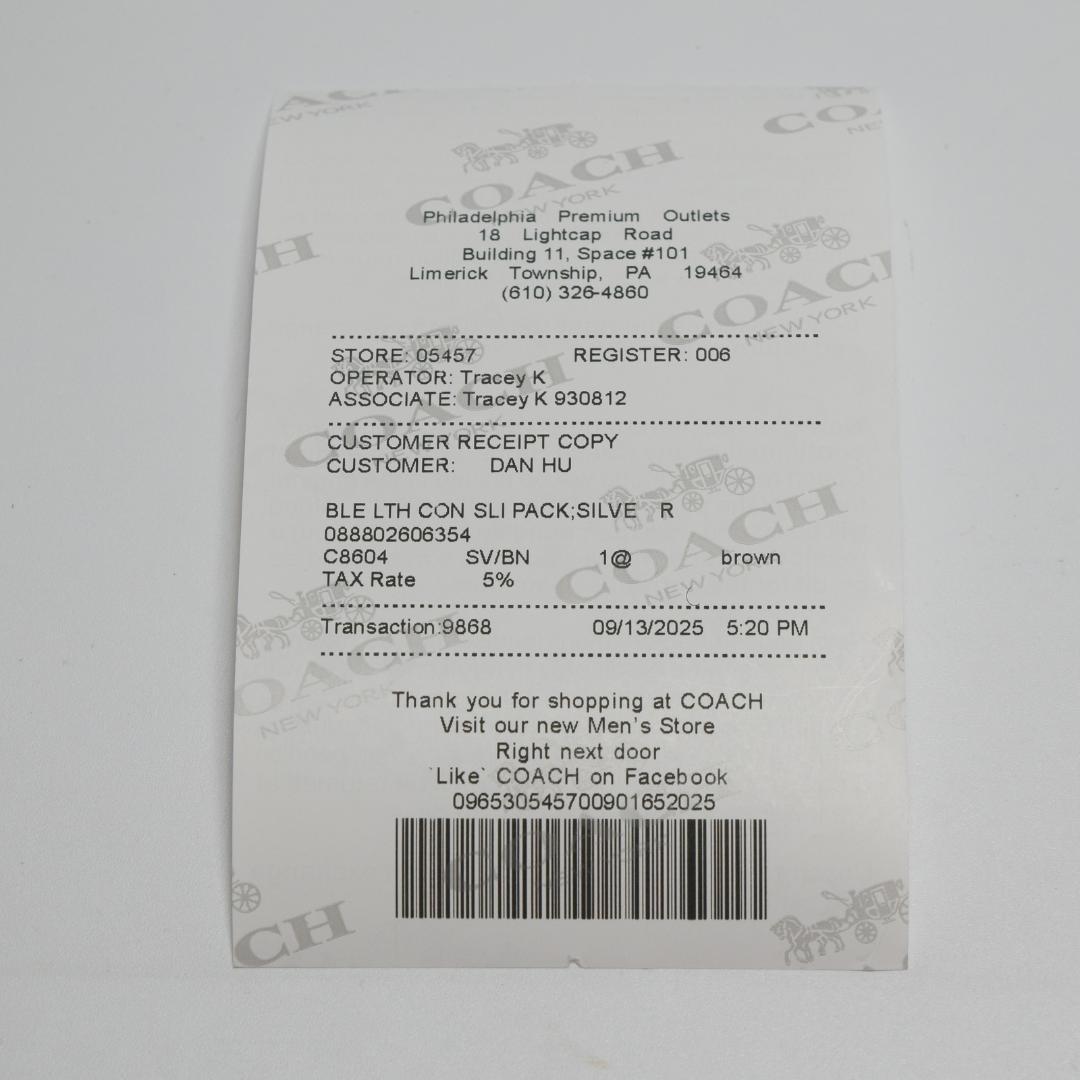 COACH
NEW YORK
Philadelphia Premium Outlets
18 Lightcap Road
Building 11, Space #101
Limerick Township, PA 19464
(610) 326-4860
STORE: 05457 REGISTER: 006
OPERATOR: Tracey K
ASSOCIATE: Tracey K 930812
CUSTOMER RECEIPT COPY
CUSTOMER: DAN HU
BLE LTH CON SLI PACK;SILVE R
088802606354
C8604 SV/BN 1@ brown
TAX Rate 5%
Transaction:9868 09/13/2025 5:20 PM
Thank you for shopping at COACH
Visit our new Men's Store
Right next door
`Like` COACH on Facebook
096530545700901652025